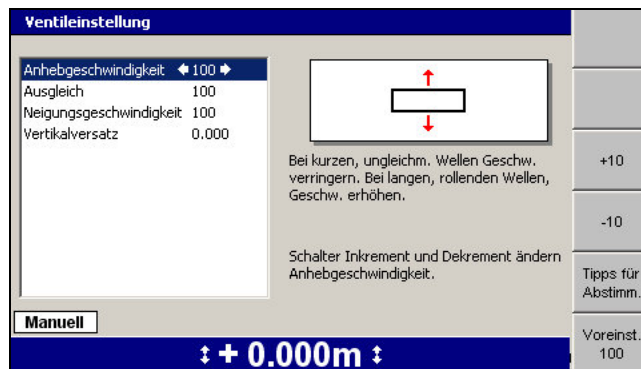 Ventileinstellung
Anhebgeschwindigkeit 100
Ausgleich 100
Neigungsgeschwindigkeit 100
Vertikalversatz 0.000
Bei kurzen, ungleichm. Wellen Geschw.
verringern. Bei langen, rollenden Wellen,
Geschw. erhöhen.
Schalter Inkrement und Dekrement ändern
Anhebgeschwindigkeit.
+10
-10
Tipps für
Abstimm.
Voreinst.
100
Manuell
+ 0.000m